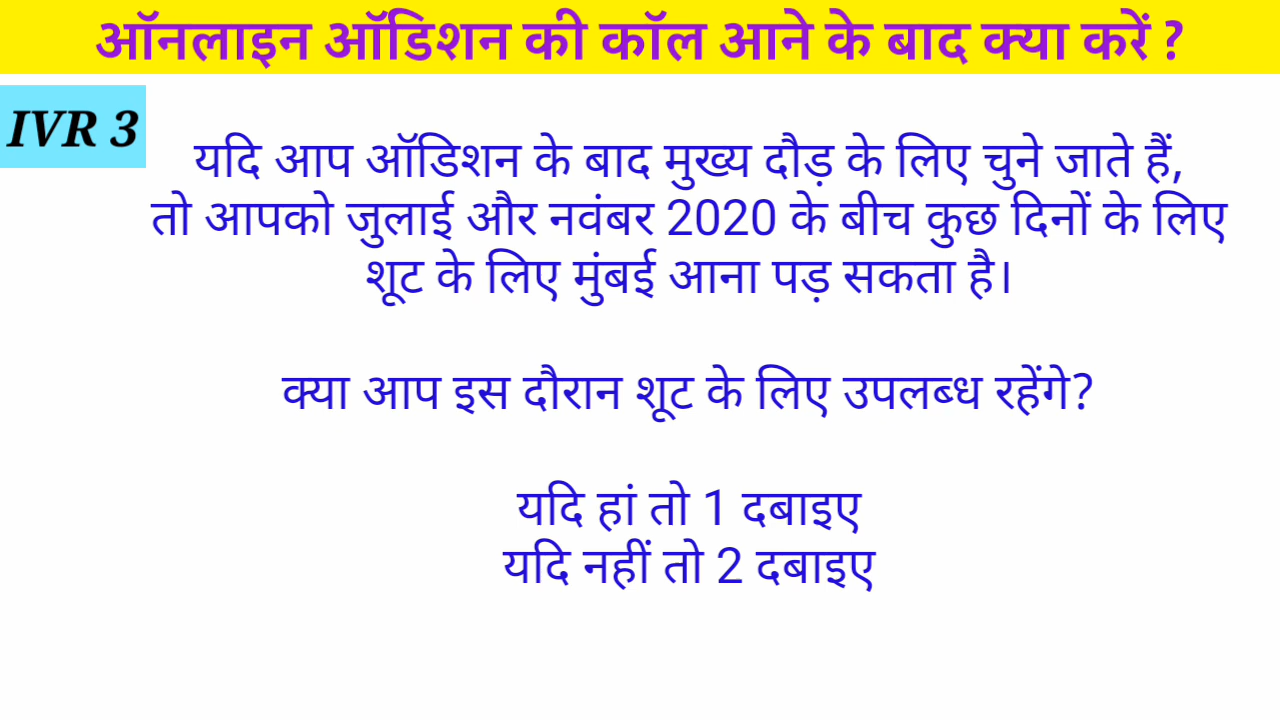 ऑनलाइन ऑडिशन की कॉल आने के बाद क्या करें ?
IVR 3
यदि आप ऑडिशन के बाद मुख्य दौड़ के लिए चुने जाते हैं,
तो आपको जुलाई और नवंबर 2020 के बीच कुछ दिनों के लिए
शूट के लिए मुंबई आना पड़ सकता है।
क्या आप इस दौरान शूट के लिए उपलब्ध रहेंगे?
यदि हां तो 1 दबाइए
यदि नहीं तो 2 दबाइए